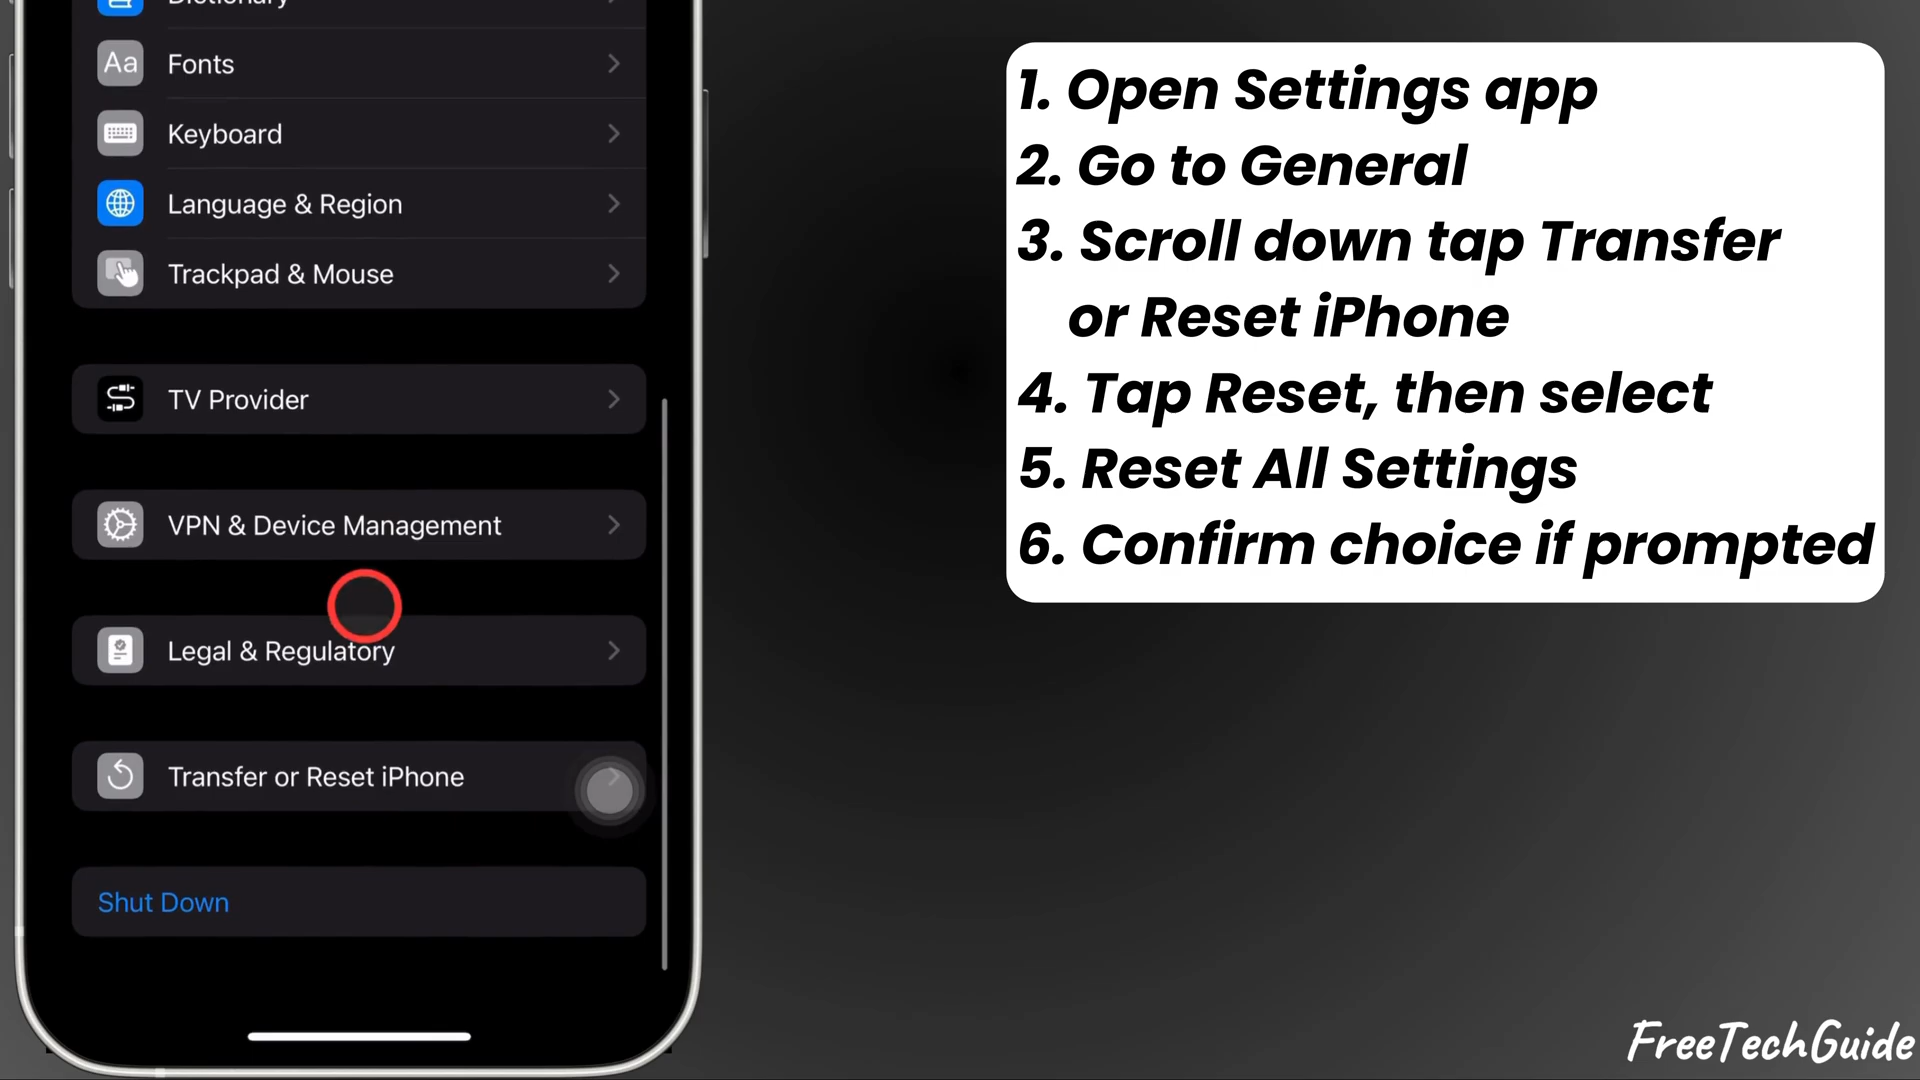 Dictionary
Aa Fonts
Keyboard
Language & Region
Trackpad & Mouse
TV Provider
VPN & Device Management
Legal & Regulatory
Transfer or Reset iPhone
Shut Down
1. Open Settings app
2. Go to General
3. Scroll down tap Transfer
or Reset iPhone
4. Tap Reset, then select
5. Reset All Settings
6. Confirm choice if prompted
FreeTechGuide